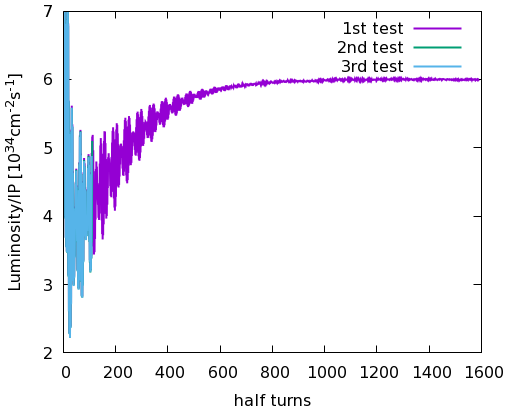 7
6
5
4
3
2
Luminosity/IP [10³⁴cm⁻²s⁻¹]
1st test
2nd test
3rd test
0 200 400 600 800 1000 1200 1400 1600
half turns